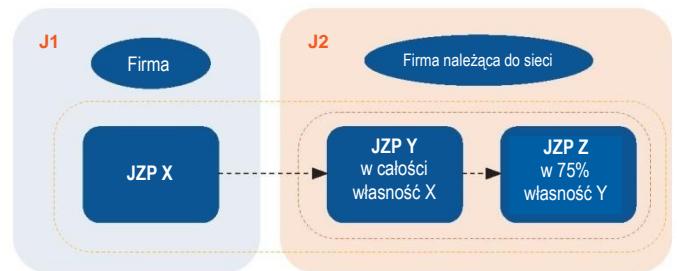 J1
Firma
J2
Firma należąca do sieci
JZP X
JZP Y
w całości
własność X
JZP Z
w 75%
własność Y